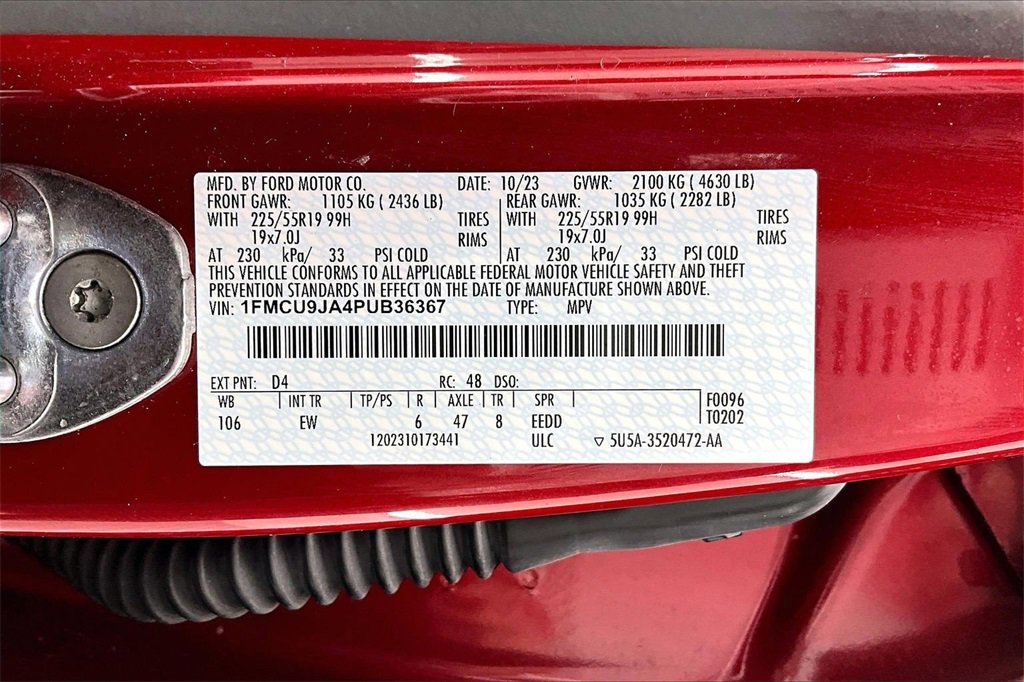 MFD. BY FORD MOTOR CO. DATE: 10/23 GVWR: 2100 KG ( 4630 LB)
FRONT GAWR: 1105 KG ( 2436 LB) REAR GAWR: 1035 KG ( 2282 LB)
WITH 225/55R19 99H TIRES WITH 225/55R19 99H TIRES
19x7.0J RIMS 19x7.0J RIMS
AT 230 kPa/ 33 PSI COLD AT 230 kPa/ 33 PSI COLD
THIS VEHICLE CONFORMS TO ALL APPLICABLE FEDERAL MOTOR VEHICLE SAFETY AND THEFT
PREVENTION STANDARDS IN EFFECT ON THE DATE OF MANUFACTURE SHOWN ABOVE.
VIN: 1FMCU9JA4PUB36367 TYPE: MPV
EXT PNT: D4 RC: 48 DSO:
WB INT TR TP/PS R AXLE TR SPR F0096
106 EW 6 47 8 EEDD T0202
1202310173441 ULC ▽ 5U5A-3520472-AA